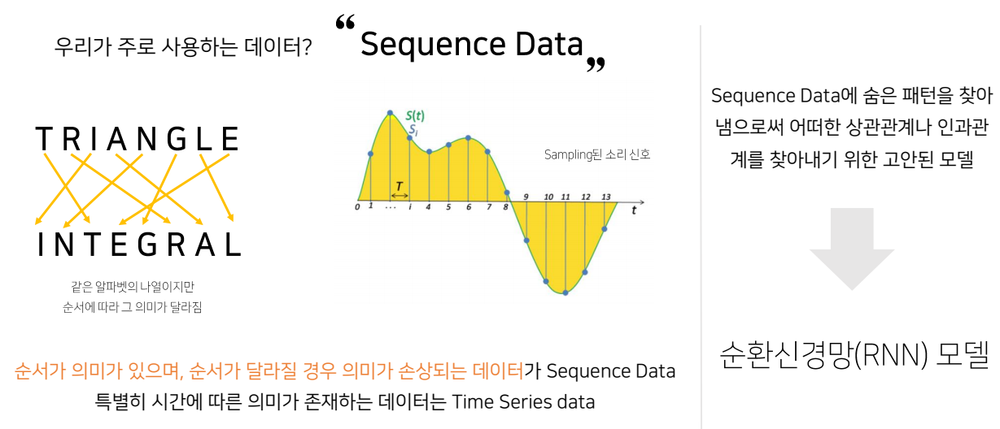 우리가 주로 사용하는 데이터?
“Sequence Data”
TRIANGLE
INTEGRAL
같은 알파벳의 나열이지만
순서에 따라 그 의미가 달라짐
S(t)
Si
T
0 1 ... i 4 5 6 7 8 9 10 11 12 13
t
Sampling된 소리 신호
순서가 의미가 있으며, 순서가 달라질 경우 의미가 손상되는 데이터가 Sequence Data
특별히 시간에 따른 의미가 존재하는 데이터는 Time Series data
Sequence Data에 숨은 패턴을 찾아
냄으로써 어떠한 상관관계나 인과관
계를 찾아내기 위한 고안된 모델
순환신경망(RNN) 모델